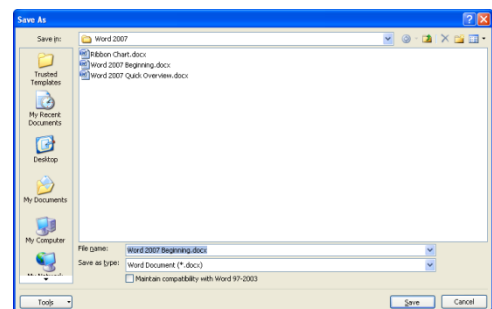 Save As
Save in:
Word 2007
Trusted
Templates
My Recent
Documents
Desktop
My Documents
My Computer
Ribbon Chart.docx
Word 2007 Beginning.docx
Word 2007 Quick Overview.docx
File name:
Word 2007 Beginning.docx
Save as type:
Word Document (*.docx)
Maintain compatibility with Word 97-2003
Tools
Save
Cancel